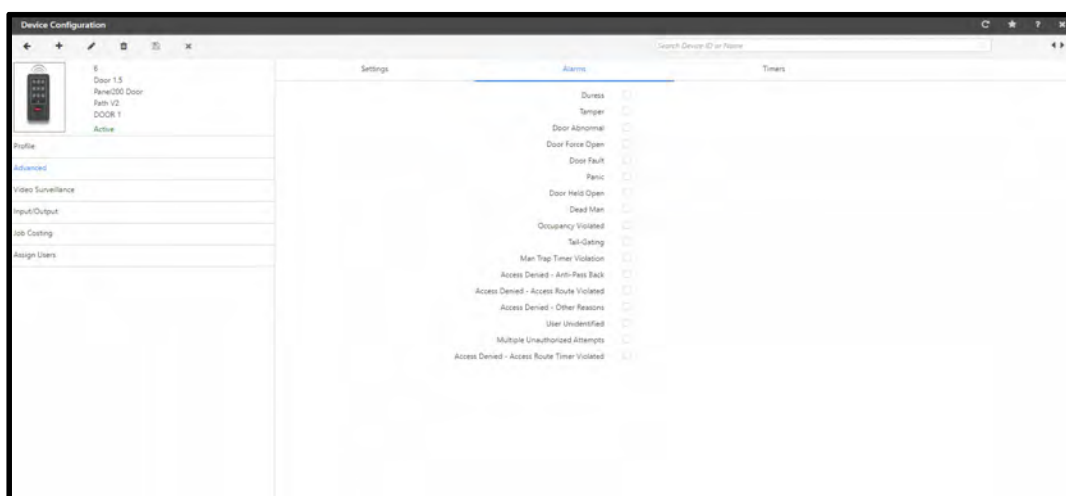 Device Configuration
Search Device ID or Name
6
Door 1.5
Panel200 Door
Path V2
DOOR 1
Active
Profile
Advanced
Video Surveillance
Input/Output
Job Costing
Assign Users
Settings
Alarms
Timers
Duress
Tamper
Door Abnormal
Door Force Open
Door Fault
Panic
Door Held Open
Dead Man
Occupancy Violated
Tail-Gating
Man Trap Timer Violation
Access Denied - Anti-Pass Back
Access Denied - Access Route Violated
Access Denied - Other Reasons
User Unidentified
Multiple Unauthorized Attempts
Access Denied - Access Route Timer Violated